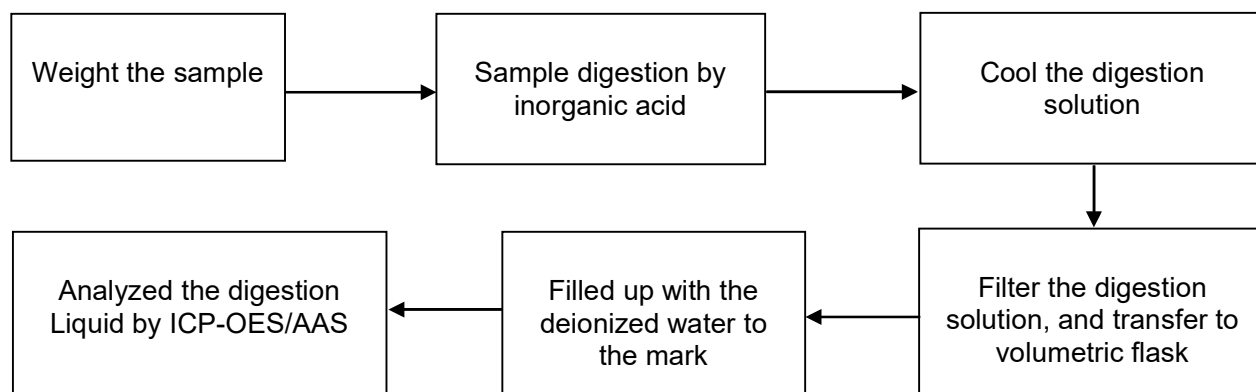 Weight the sample
Sample digestion by
inorganic acid
Cool the digestion
solution
Filter the digestion
solution, and transfer to
volumetric flask
Filled up with the
deionized water to
the mark
Analyzed the digestion
Liquid by ICP-OES/AAS